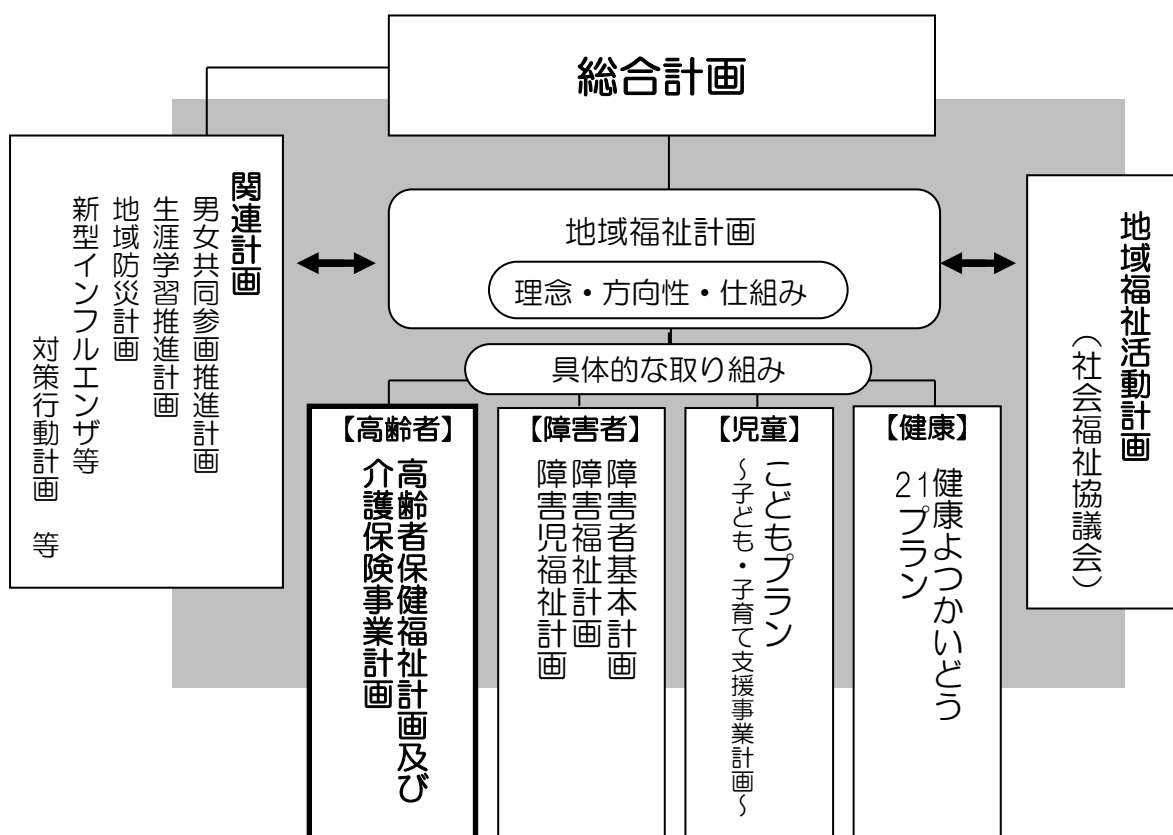 総合計画
関連計画
男女共同参画推進計画
生涯学習推進計画
地域防災計画
新型インフルエンザ等
対策行動計画 等
地域福祉計画
理念・方向性・仕組み
地域福祉活動計画
（社会福祉協議会）
具体的な取り組み
【高齢者】
高齢者保健福祉計画及び
介護保険事業計画
【障害者】
障害者基本計画
障害福祉計画
障害児福祉計画
【児童】
こどもプラン
～子ども・子育て支援事業計画～
【健康】
健康よつかいどう
21プラン